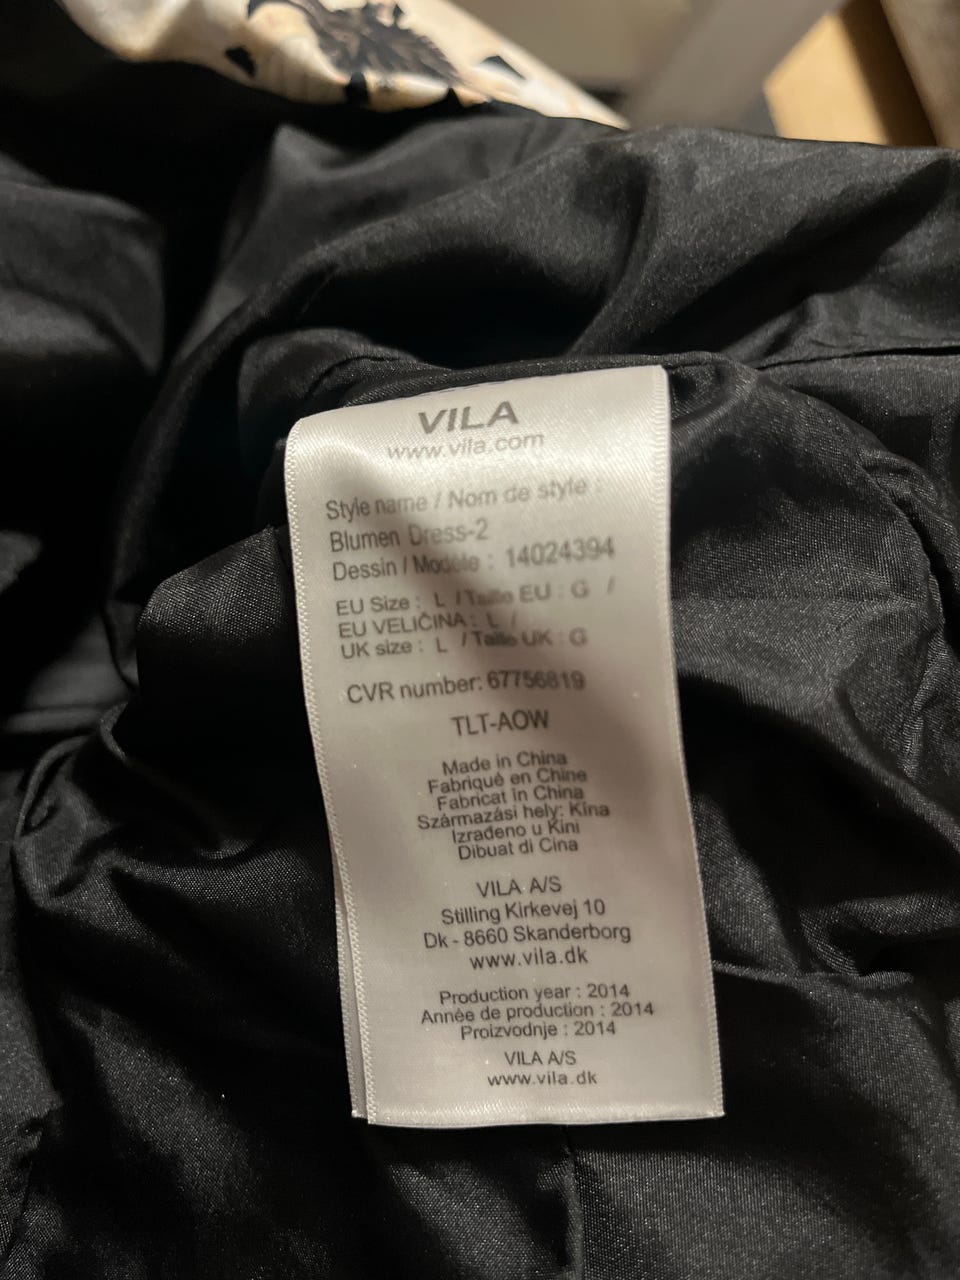 VILA
www.vila.com
Style name / Nom de style :
Blumen Dress-2
Dessin / Modèle : 14024394
EU Size : L / Taille EU : G /
EU VELIČINA : L /
UK size : L / Taille UK : G
CVR number: 67756819
TLT-AOW
Made in China
Fabriqué en Chine
Fabricat in China
Származási hely: Kína
Izrađeno u Kini
Dibuat di Cina
VILA A/S
Stilling Kirkevej 10
Dk - 8660 Skanderborg
www.vila.dk
Production year : 2014
Année de production : 2014
Proizvodnje : 2014
VILA A/S
www.vila.dk